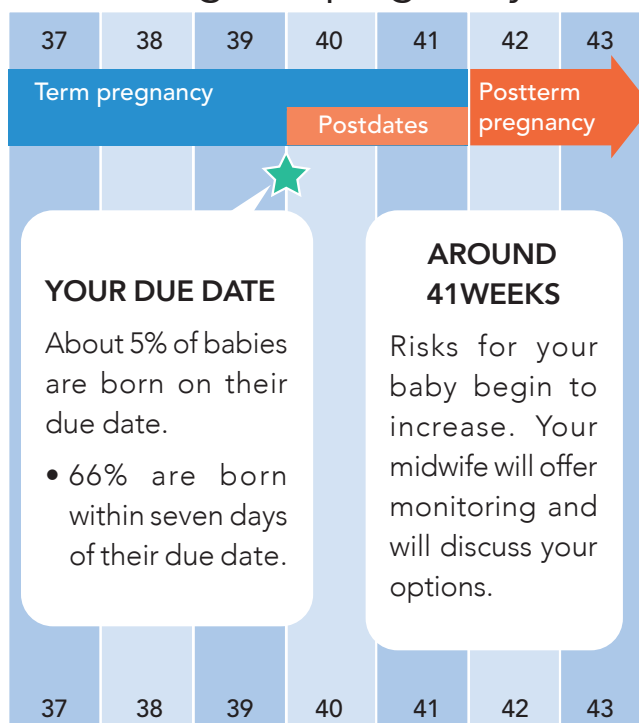 37 38 39 40 41 42 43
Term pregnancy
Postdates
Postterm
pregnancy
YOUR DUE DATE
About 5% of babies
are born on their
due date.
• 66% are born
within seven days
of their due date.
AROUND
41WEEKS
Risks for your
baby begin to
increase. Your
midwife will offer
monitoring and
will discuss your
options.
37 38 39 40 41 42 43